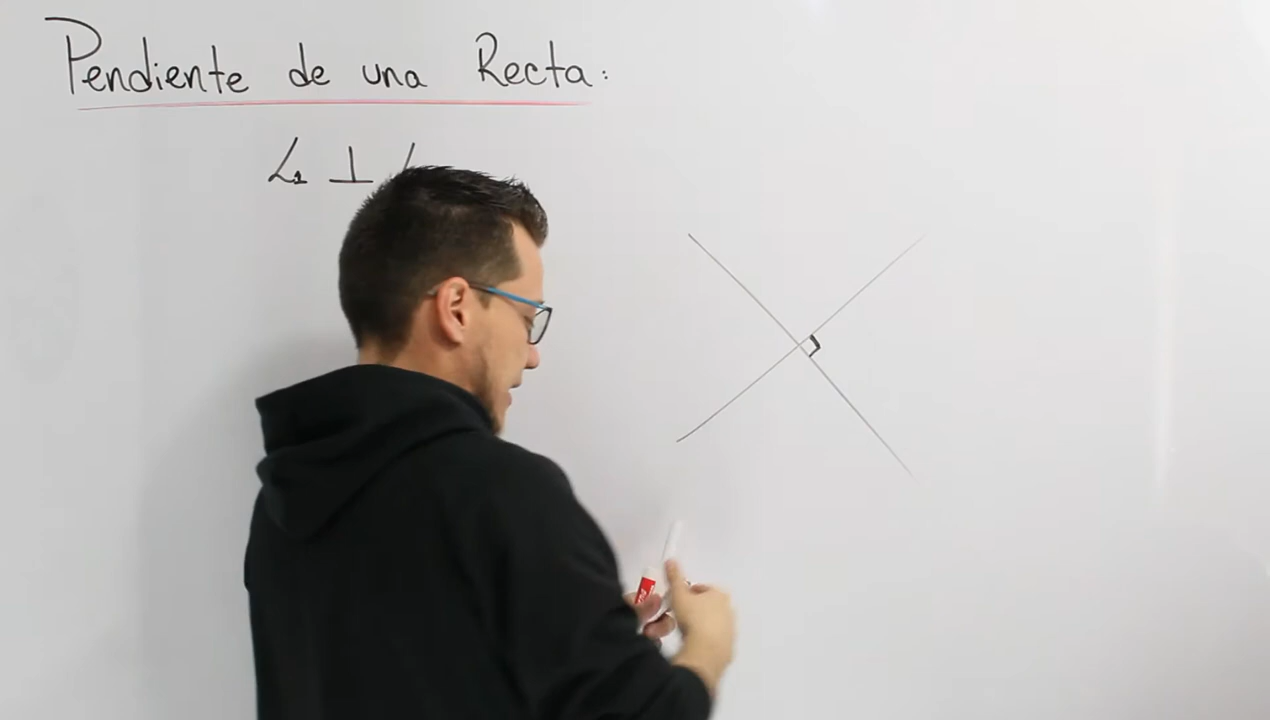 Pendiente de una Recta:
L1 ⊥